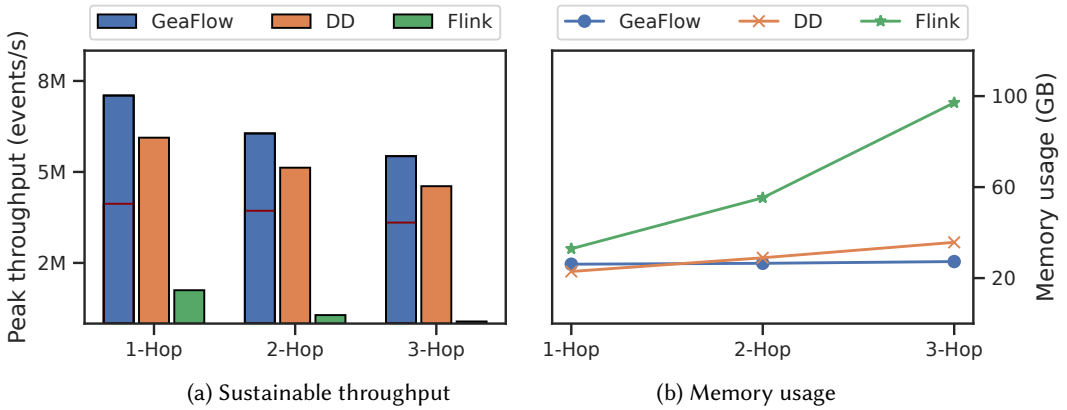 GeaFlow DD Flink
Peak throughput (events/s)
8M
5M
2M
1-Hop 2-Hop 3-Hop
(a) Sustainable throughput
GeaFlow DD Flink
100
60
20
Memory usage (GB)
1-Hop 2-Hop 3-Hop
(b) Memory usage